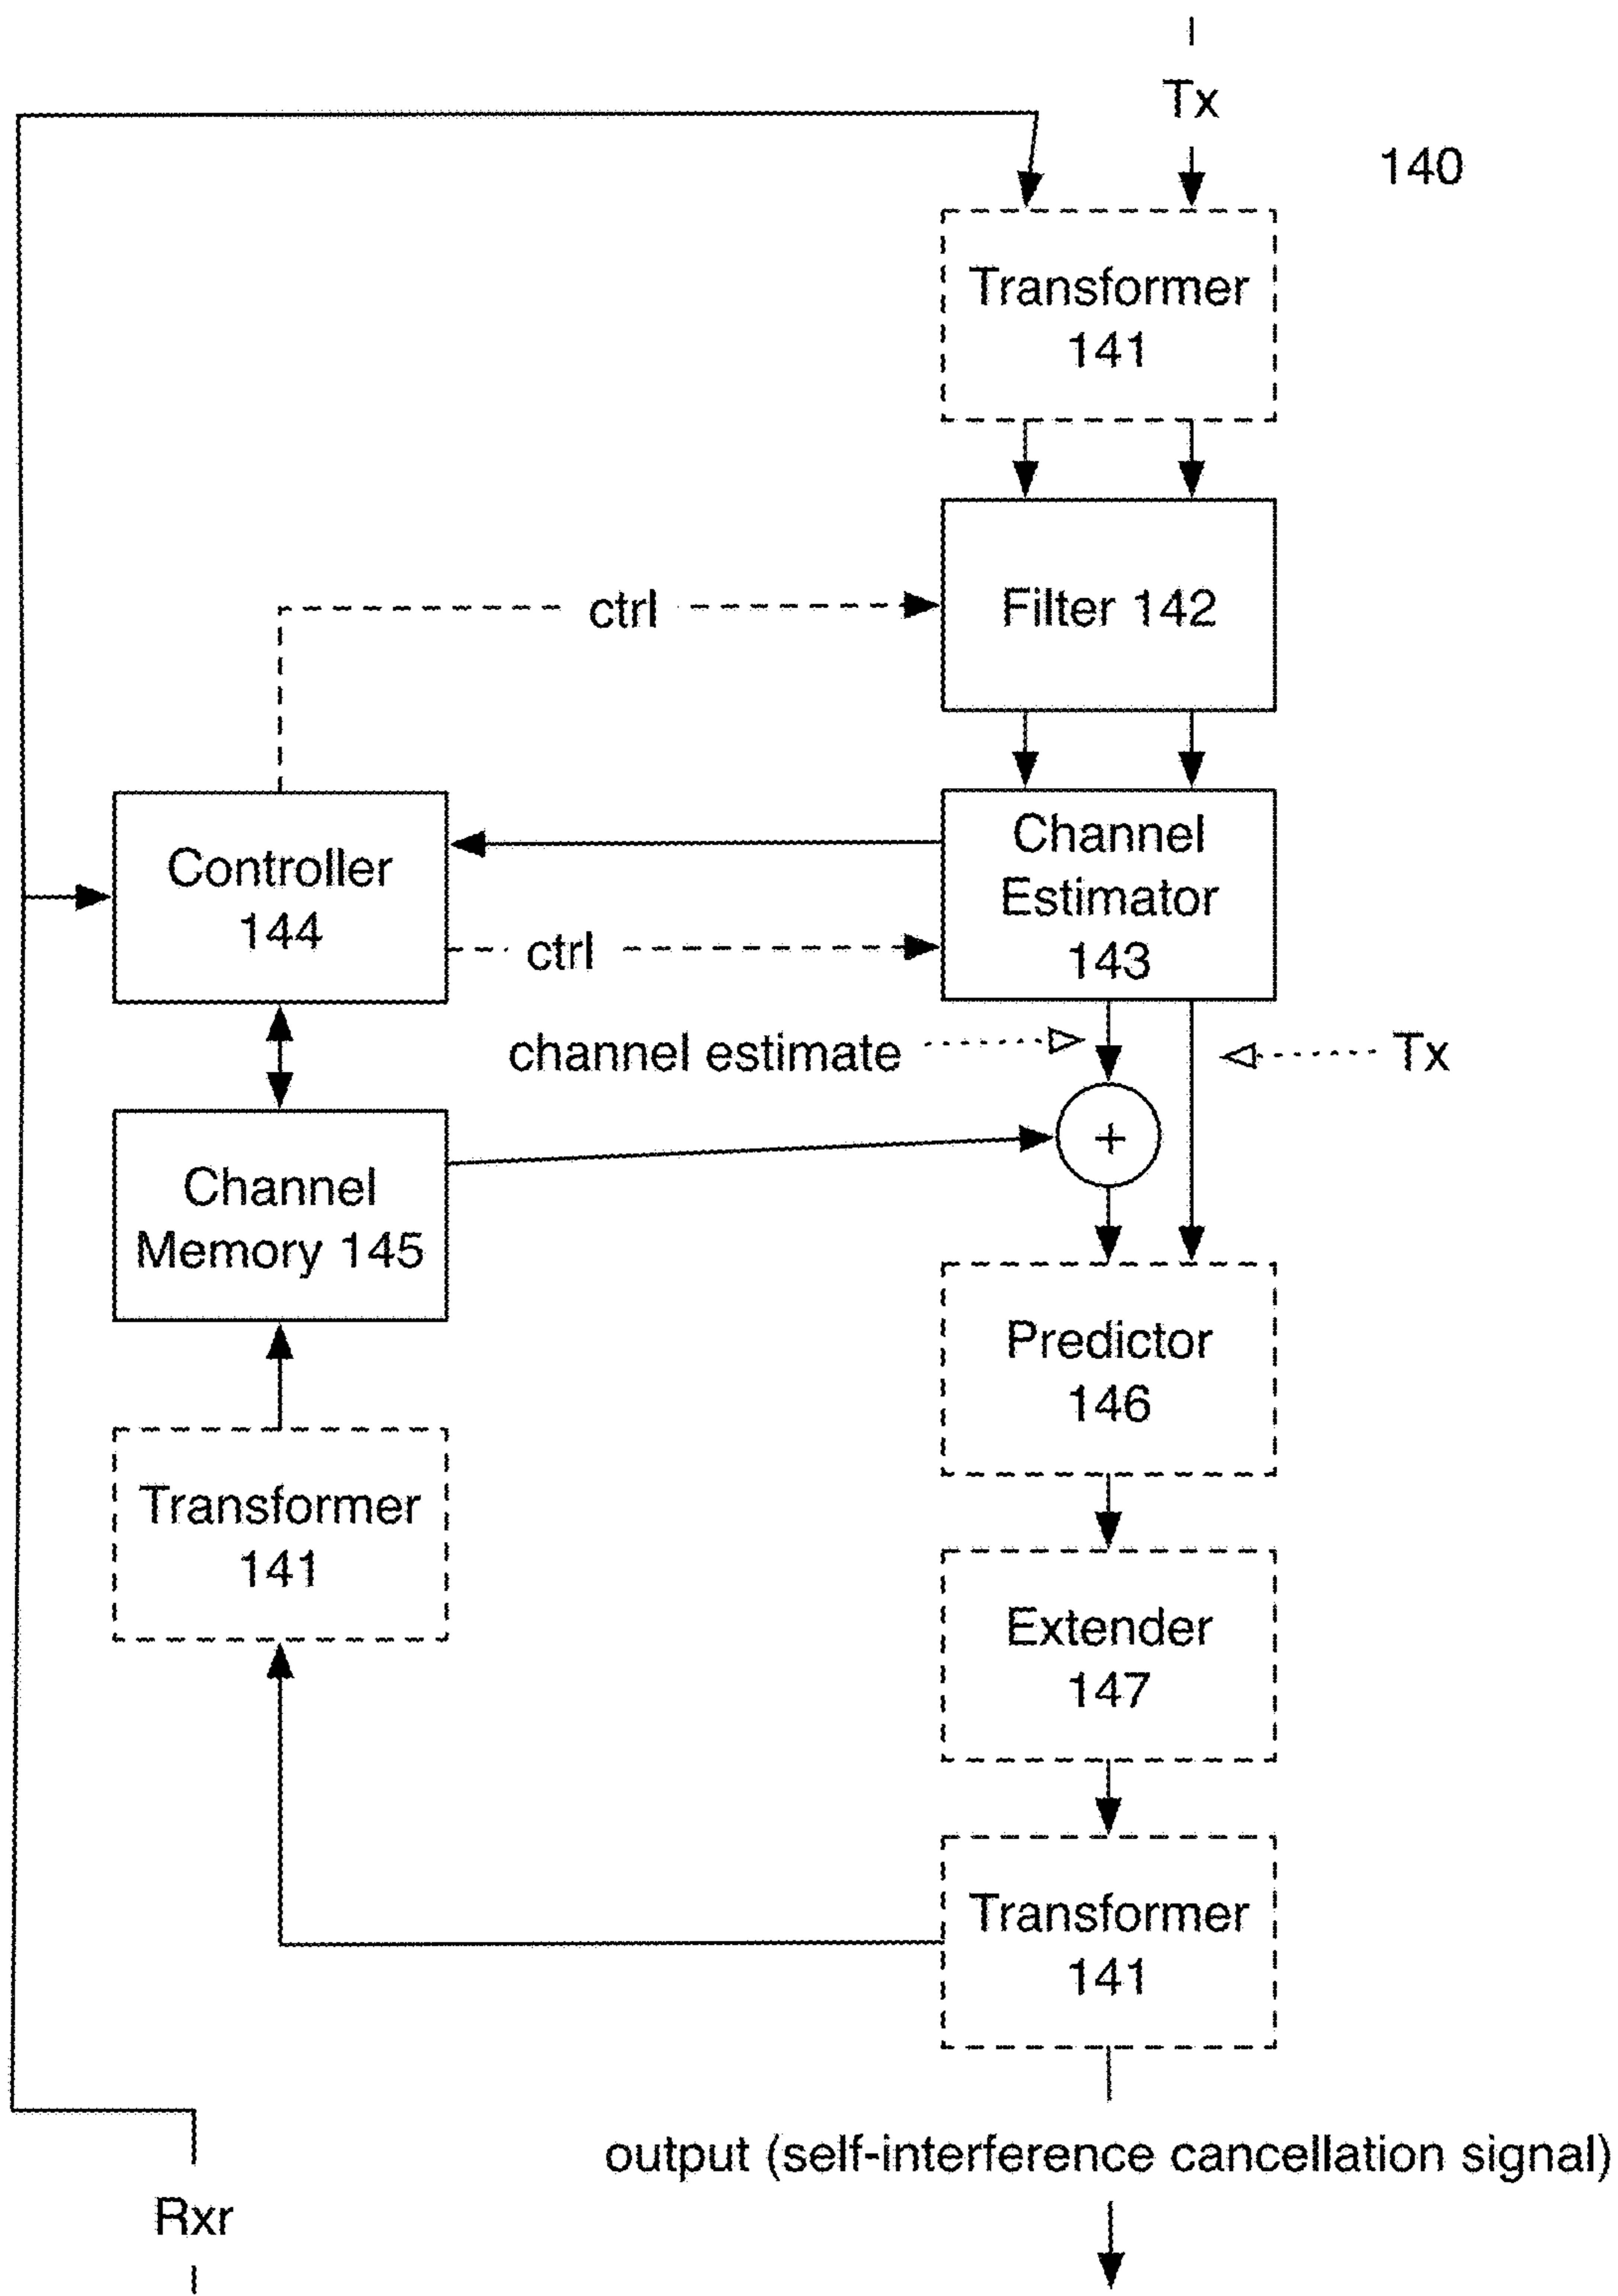 Tx
140
Transformer
141
ctrl
Filter 142
Controller
144
Channel
Estimator
143
ctrl
channel estimate
Tx
+
Channel
Memory 145
Predictor
146
Transformer
141
Extender
147
Transformer
141
output (self-interference cancellation signal)
Rxr